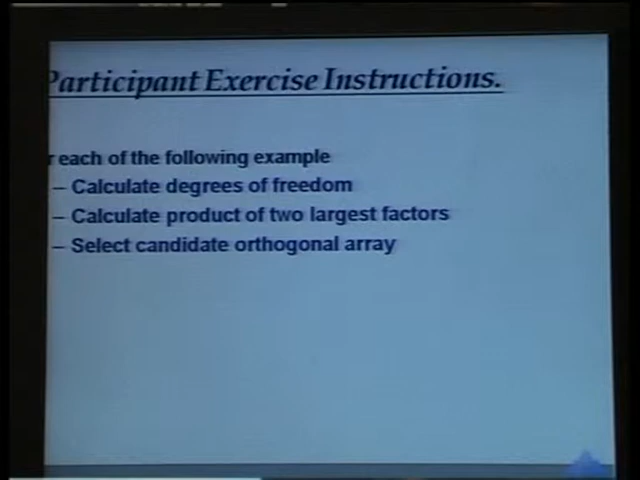 Participant Exercise Instructions.
r each of the following example
– Calculate degrees of freedom
– Calculate product of two largest factors
– Select candidate orthogonal array